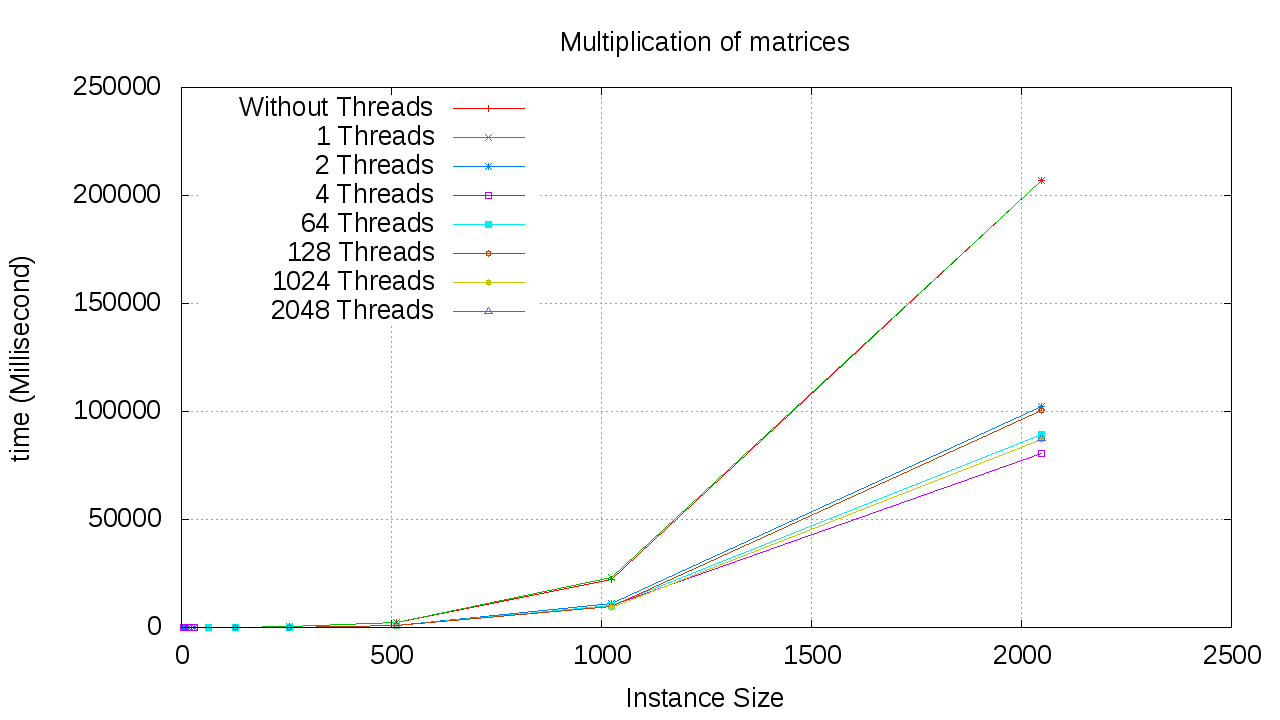 Multiplication of matrices
250000
200000
150000
100000
50000
0
time (Millisecond)
Without Threads
1 Threads
2 Threads
4 Threads
64 Threads
128 Threads
1024 Threads
2048 Threads
0 500 1000 1500 2000 2500
Instance Size